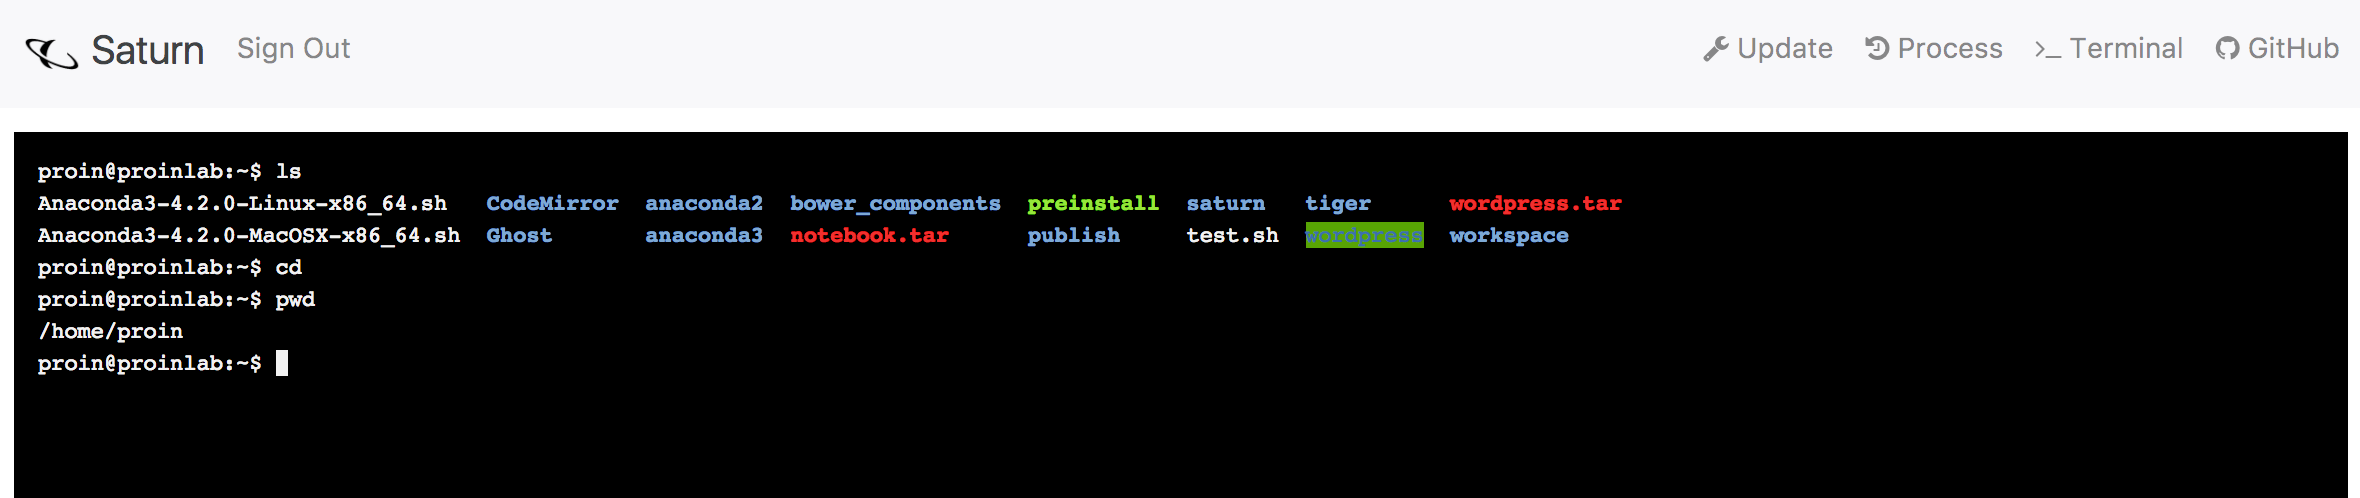 Saturn Sign Out Update Process Terminal GitHub
proin@proinlab:~$ ls
Anaconda3-4.2.0-Linux-x86_64.sh CodeMirror anaconda2 bower_components preinstall saturn tiger wordpress.tar
Anaconda3-4.2.0-MacOSX-x86_64.sh Ghost anaconda3 notebook.tar publish test.sh wordpress workspace
proin@proinlab:~$ cd
proin@proinlab:~$ pwd
/home/proin
proin@proinlab:~$